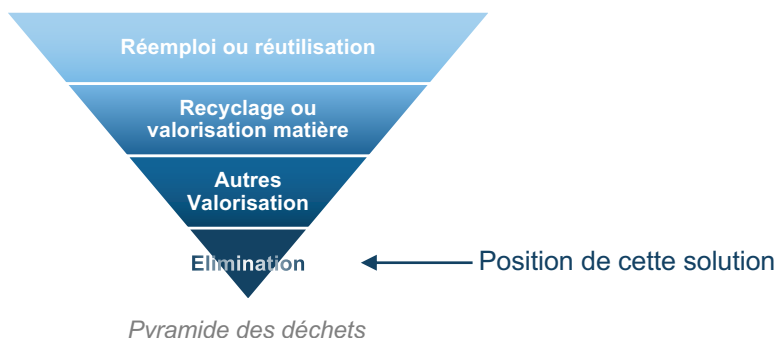 Réemploi ou réutilisation
Recyclage ou
valorisation matière
Autres
Valorisation
Elimination
Position de cette solution
Pyramide des déchets